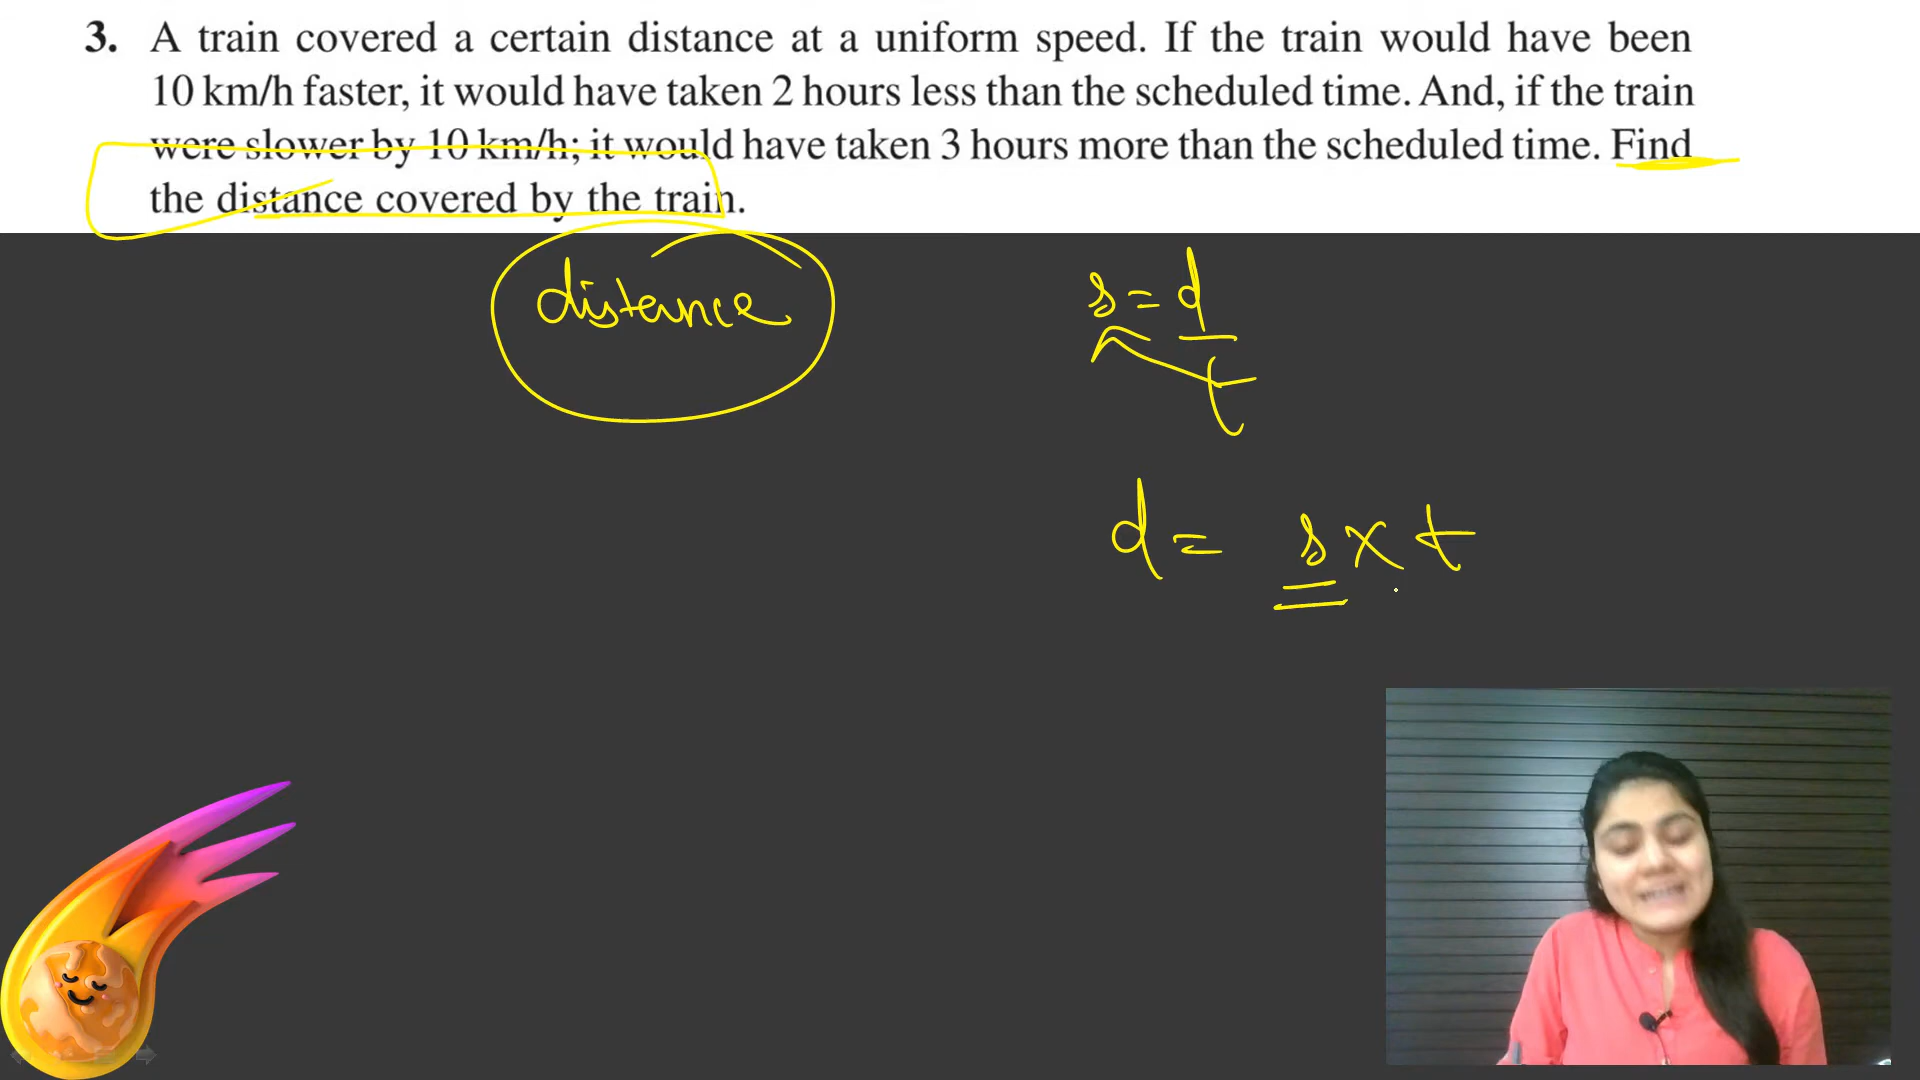 3. A train covered a certain distance at a uniform speed. If the train would have been
10 km/h faster, it would have taken 2 hours less than the scheduled time. And, if the train
were slower by 10 km/h; it would have taken 3 hours more than the scheduled time. Find
the distance covered by the train.
distance
s = d
t
d = s x t